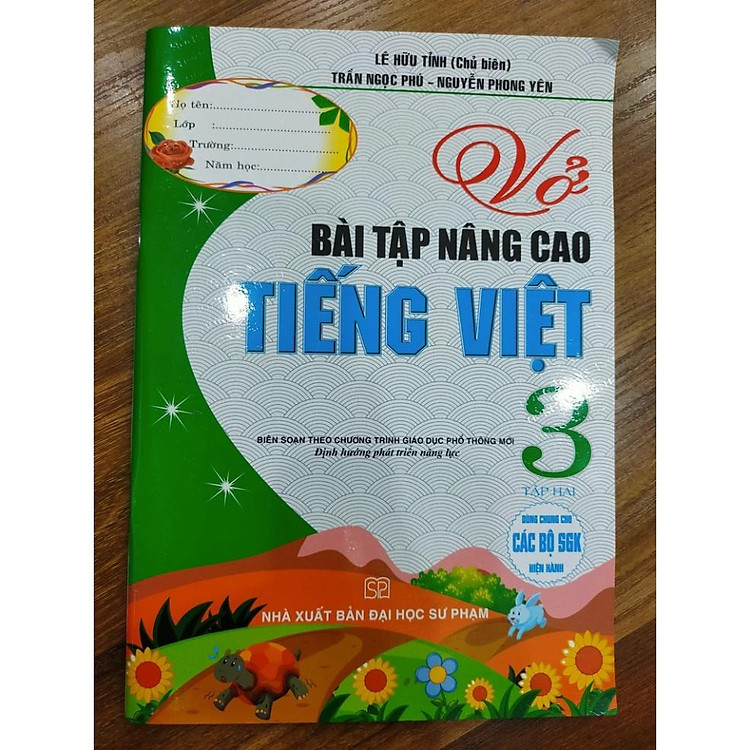 LÊ HỮU TỈNH (Chủ biên)
TRẦN NGỌC PHÚ - NGUYỄN PHONG YÊN
Họ tên:
Lớp :
Trường:
Năm học:
Vở
BÀI TẬP NÂNG CAO
TIẾNG VIỆT
3
BIÊN SOẠN THEO CHƯƠNG TRÌNH GIÁO DỤC PHỔ THÔNG MỚI
Định hướng phát triển năng lực
TẬP HAI
DÙNG CHUNG CHO
CÁC BỘ SGK
HIỆN HÀNH
SP
NHÀ XUẤT BẢN ĐẠI HỌC SƯ PHẠM